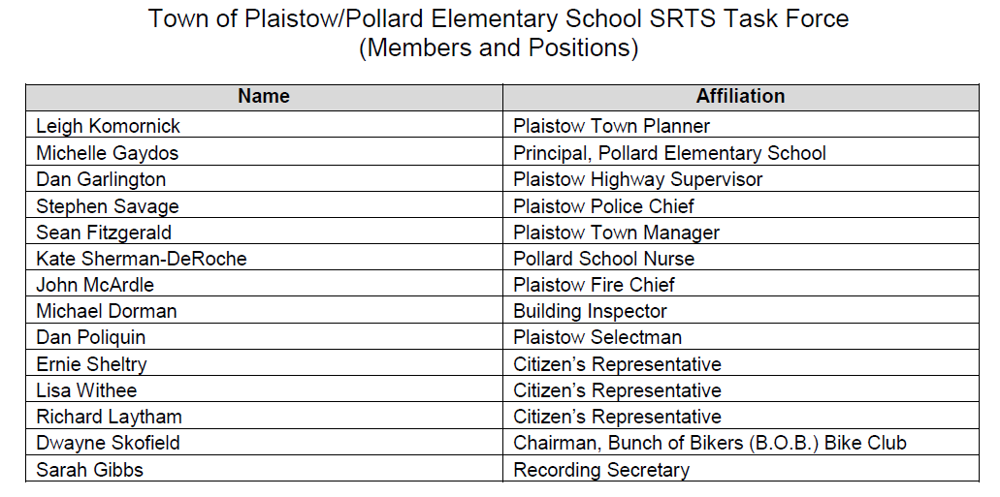 Town of Plaistow/Pollard Elementary School SRTS Task Force
(Members and Positions)
Name Affiliation
Leigh Komornick Plaistow Town Planner
Michelle Gaydos Principal, Pollard Elementary School
Dan Garlington Plaistow Highway Supervisor
Stephen Savage Plaistow Police Chief
Sean Fitzgerald Plaistow Town Manager
Kate Sherman-DeRoche Pollard School Nurse
John McArdle Plaistow Fire Chief
Michael Dorman Building Inspector
Dan Poliquin Plaistow Selectman
Ernie Sheltry Citizen’s Representative
Lisa Withee Citizen’s Representative
Richard Laytham Citizen’s Representative
Dwayne Skofield Chairman, Bunch of Bikers (B.O.B.) Bike Club
Sarah Gibbs Recording Secretary